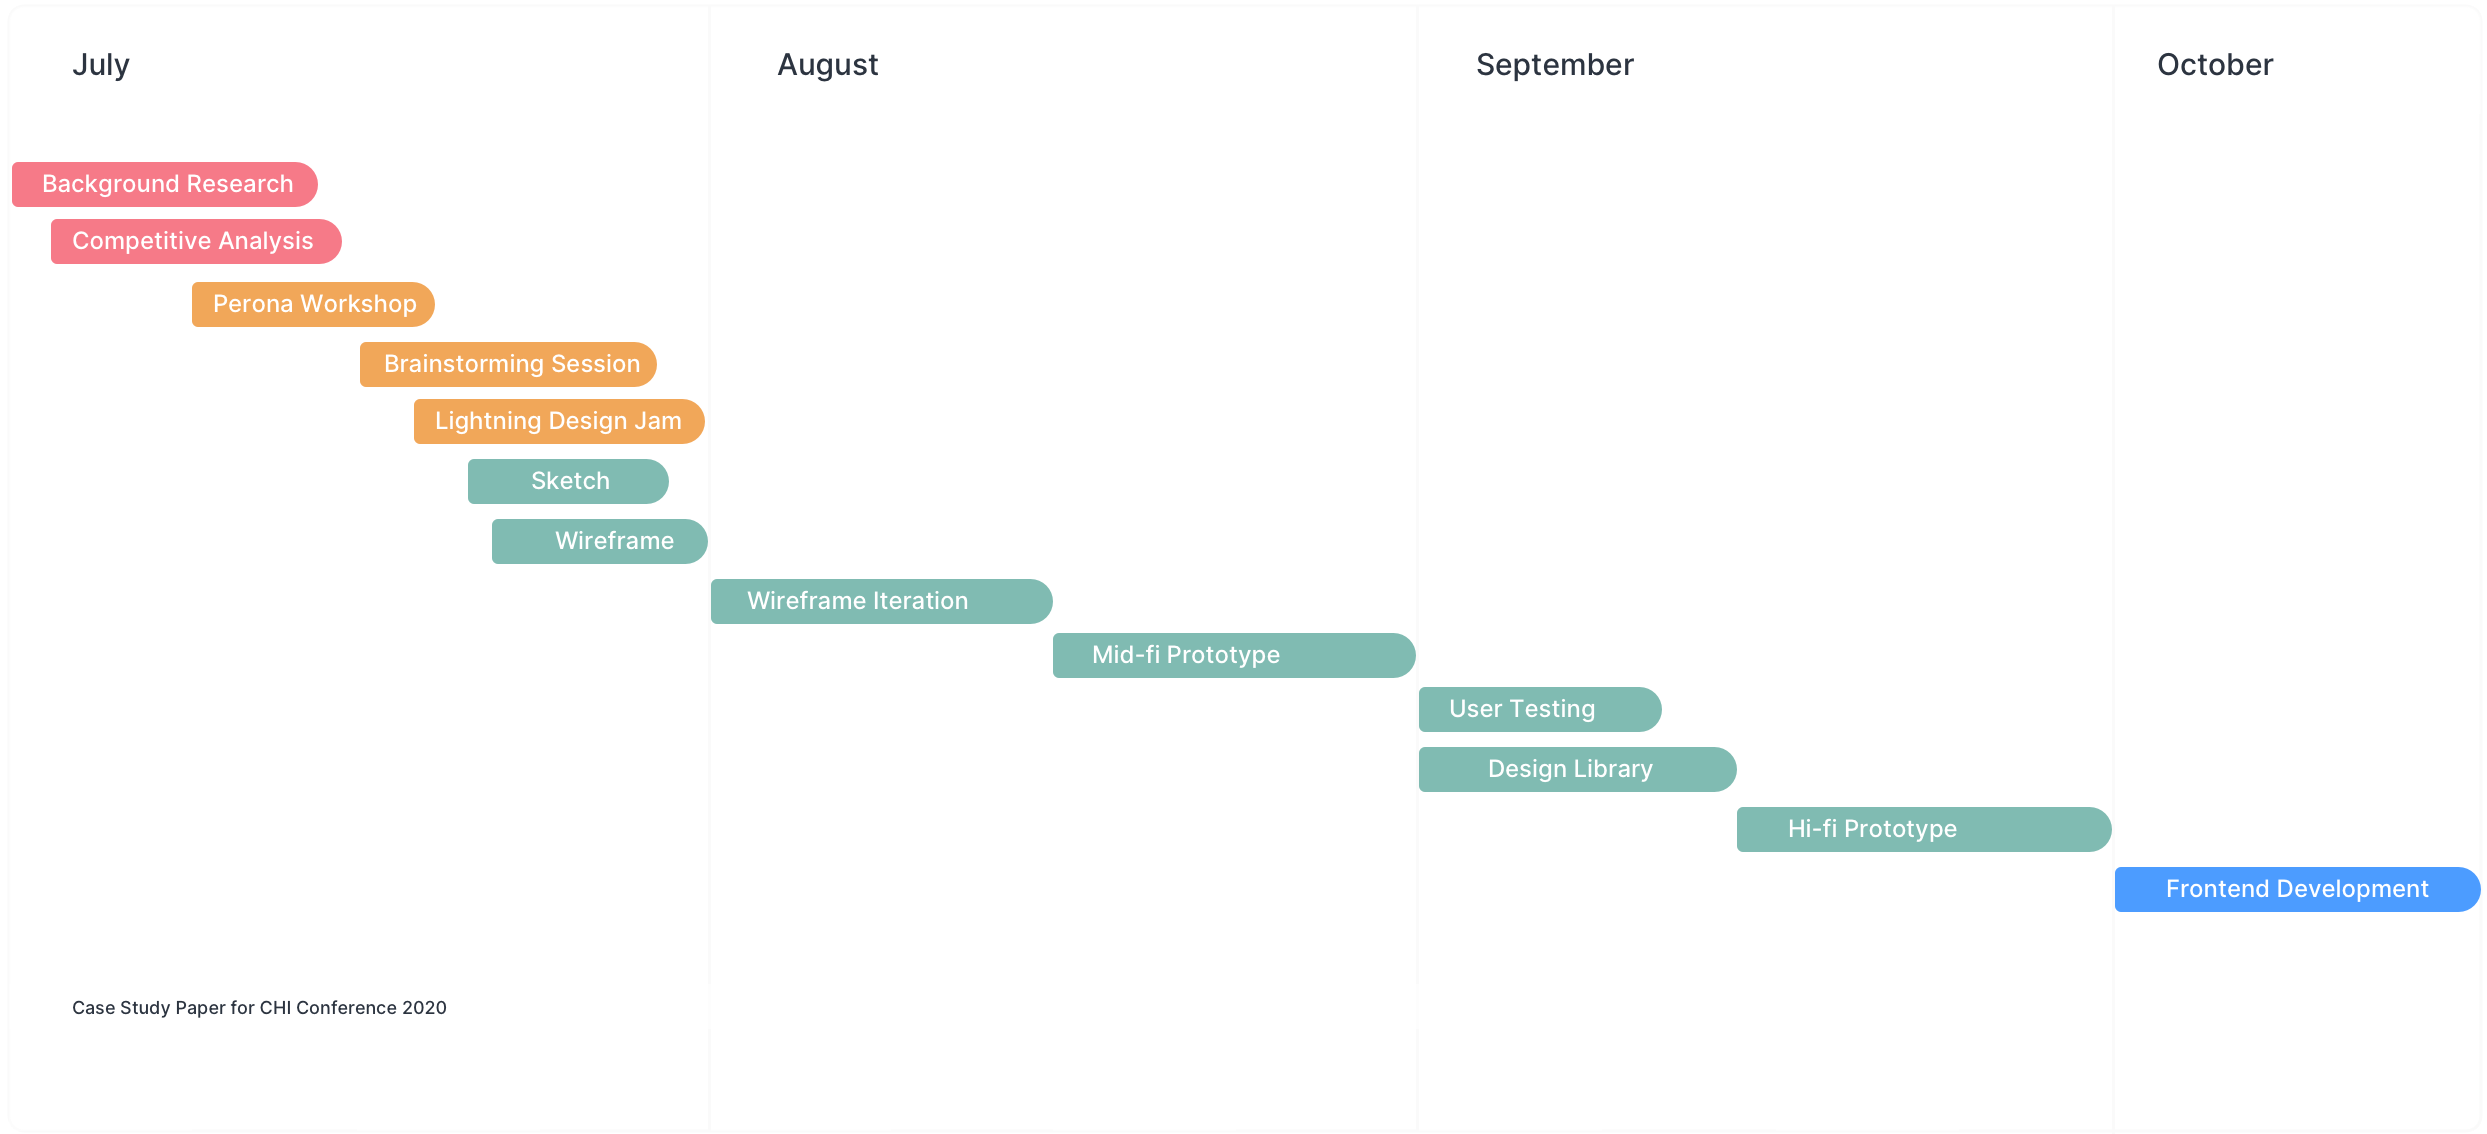 July
August
September
October
Background Research
Competitive Analysis
Perona Workshop
Brainstorming Session
Lightning Design Jam
Sketch
Wireframe
Wireframe Iteration
Mid-fi Prototype
User Testing
Design Library
Hi-fi Prototype
Frontend Development
Case Study Paper for CHI Conference 2020